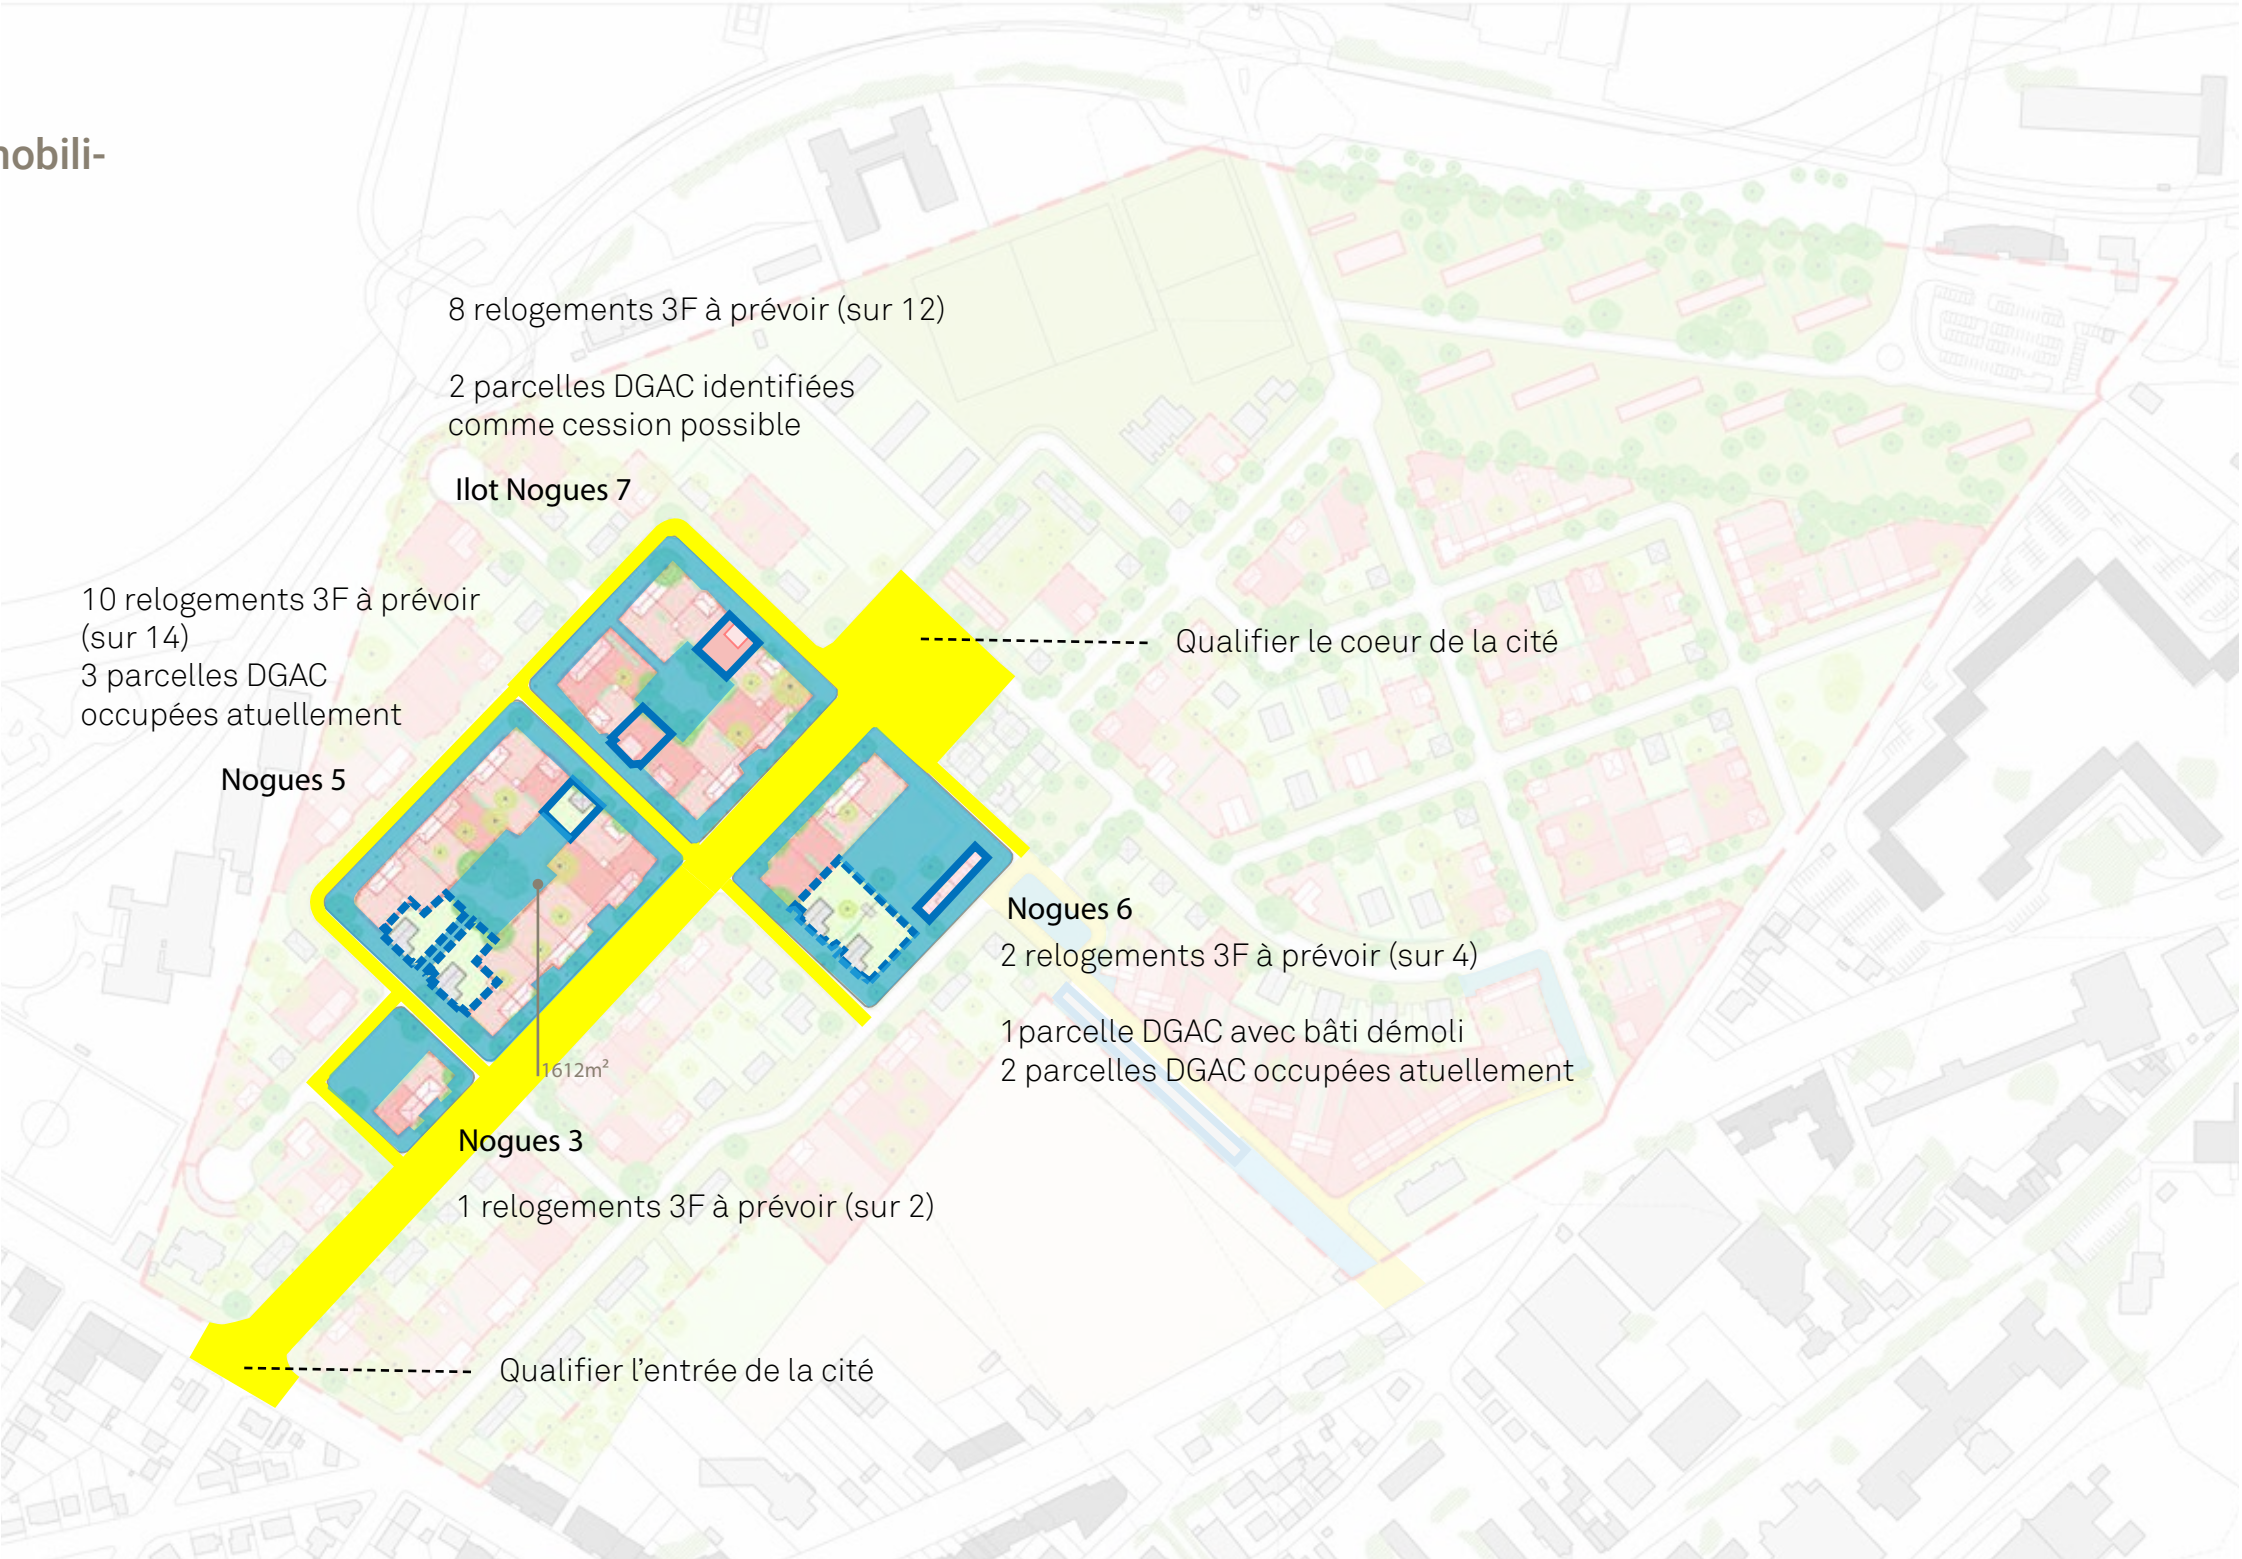 nobili-
8 relogements 3F à prévoir (sur 12)
2 parcelles DGAC identifiées
comme cession possible
Ilot Nogues 7
10 relogements 3F à prévoir
(sur 14)
3 parcelles DGAC
occupées atuellement
Nogues 5
Qualifier le coeur de la cité
Nogues 6
2 relogements 3F à prévoir (sur 4)
1parcelle DGAC avec bâti démoli
2 parcelles DGAC occupées atuellement
1612m²
Nogues 3
1 relogements 3F à prévoir (sur 2)
Qualifier l’entrée de la cité